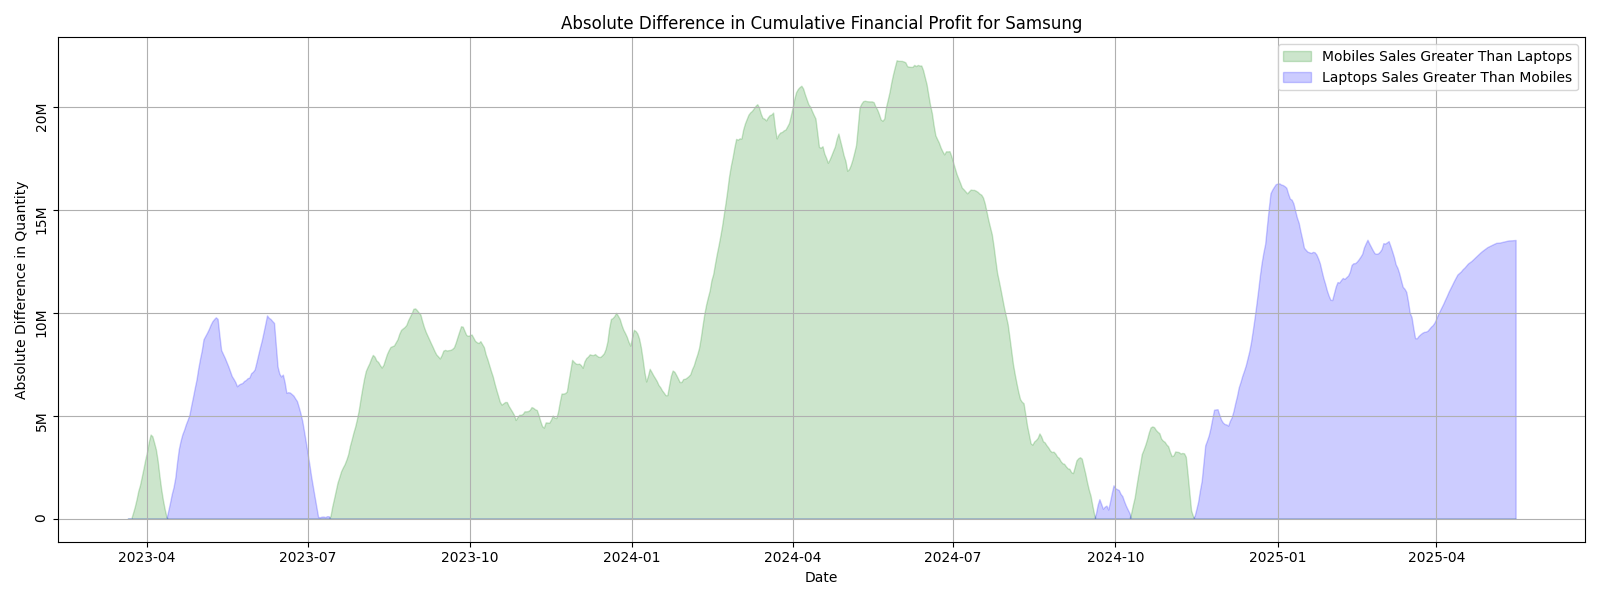 Absolute Difference in Cumulative Financial Profit for Samsung
Mobiles Sales Greater Than Laptops
Laptops Sales Greater Than Mobiles
Absolute Difference in Quantity
20M
15M
10M
5M
0
2023-04
2023-07
2023-10
2024-01
2024-04
2024-07
2024-10
2025-01
2025-04
Date